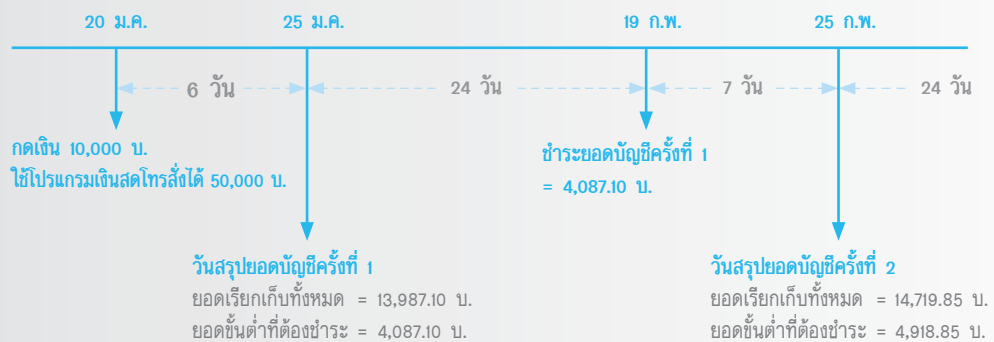 20 ม.ค.
25 ม.ค.
19 ก.พ.
25 ก.พ.
6 วัน
24 วัน
7 วัน
24 วัน
กดเงิน 10,000 บ.
ใช้โปรแกรมเงินสดโทรสั่งได้ 50,000 บ.
ชำระยอดบัญชีครั้งที่ 1
= 4,087.10 บ.
วันสรุปยอดบัญชีครั้งที่ 1
ยอดเรียกเก็บทั้งหมด = 13,987.10 บ.
ยอดขั้นต่ำที่ต้องชำระ = 4,087.10 บ.
วันสรุปยอดบัญชีครั้งที่ 2
ยอดเรียกเก็บทั้งหมด = 14,719.85 บ.
ยอดขั้นต่ำที่ต้องชำระ = 4,918.85 บ.